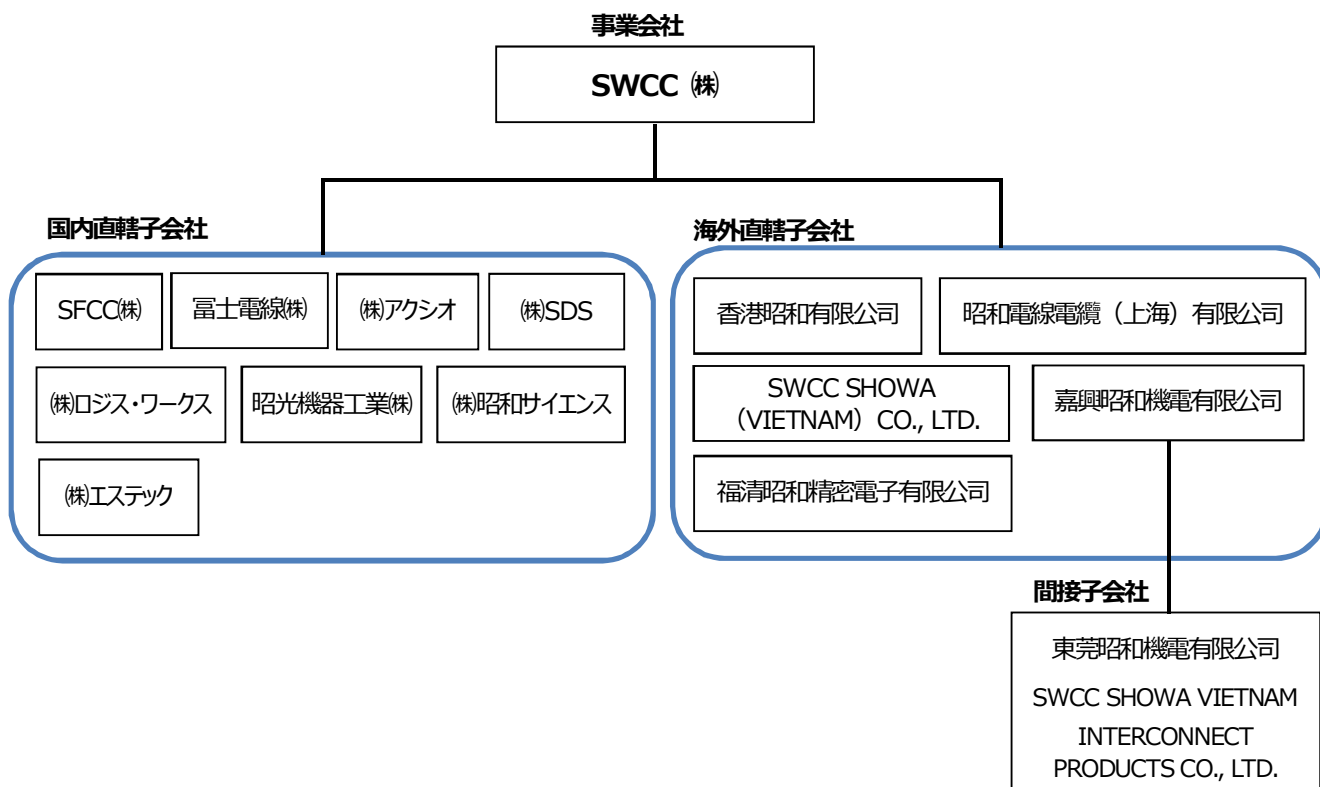 事業会社
SWCC ㈱
国内直轄子会社
SFCC㈱
冨士電線㈱
㈱アクシオ
㈱SDS
㈱ロジス・ワークス
昭光機器工業㈱
㈱昭和サイエンス
㈱エステック
海外直轄子会社
香港昭和有限公司
昭和電線電纜（上海）有限公司
SWCC SHOWA
（VIETNAM）CO., LTD.
嘉興昭和機電有限公司
福清昭和精密電子有限公司
間接子会社
東莞昭和機電有限公司
SWCC SHOWA VIETNAM
INTERCONNECT
PRODUCTS CO., LTD.